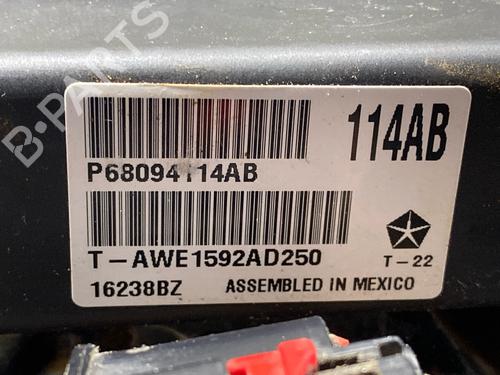 B-PARTS
114AB
P68094114AB
T-AWE1592AD250
T-22
16238BZ ASSEMBLED IN MEXICO